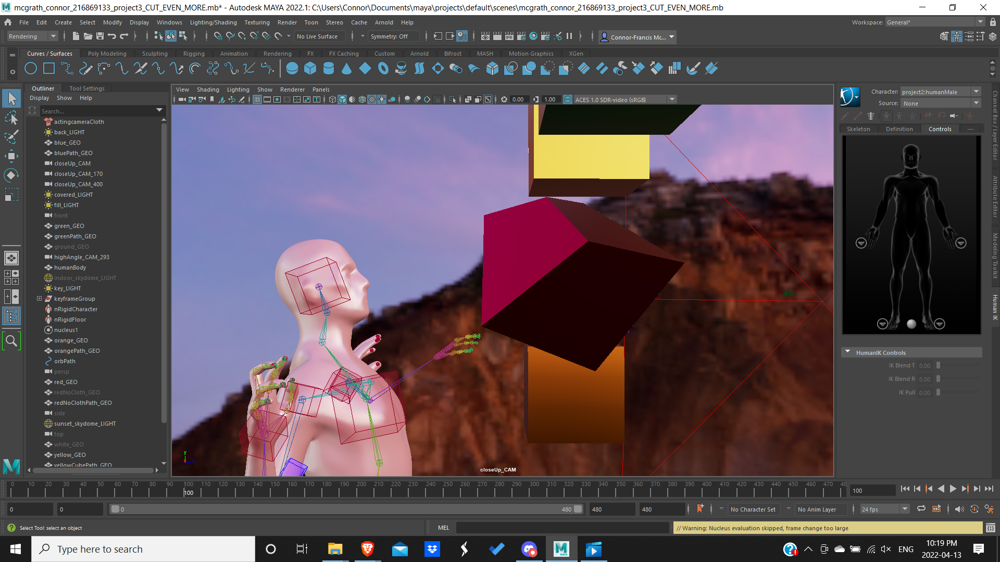 mcgrath_connor_216869133_project3_CUT_EVEN_MORE.mb* - Autodesk MAYA 2022.1: C:\Users\Connor\Documents\maya\projects\default\scenes\mcgrath_connor_216869133_project3_CUT_EVEN_MORE.mb
File Edit Create Select Modify Display Windows Lighting/Shading Texturing Render Toon Stereo Cache Arnold Help Workspace: General*
Rendering No Live Surface Symmetry: Off IPR Connor-Francis Mc...
Curves / Surfaces Poly Modeling Sculpting Rigging Animation Rendering FX FX Caching Custom Arnold Bifrost MASH Motion Graphics XGen
Outliner Tool Settings
Display Show Help
Search...
actingcameraCloth
back_LIGHT
blue_GEO
bluePath_GEO
closeUp_CAM
closeUp_CAM_170
closeUp_CAM_400
covered_LIGHT
fill_LIGHT
front
green_GEO
greenPath_GEO
ground_GEO
highAngle_CAM_293
humanBody
indoor_skydome_LIGHT
key_LIGHT
keyframeGroup
nRigidCharacter
nRigidFloor
nucleus1
orange_GEO
orangePath_GEO
orbPath
persp
red_GEO
redNoCloth_GEO
redNoClothPath_GEO
side
sunset_skydome_LIGHT
top
white_GEO
yellow_GEO
yellowCubePath_GEO
View Shading Lighting Show Renderer Panels
0.00 1.00 ON ACES 1.0 SDR-video (sRGB)
y
z
closeUp_CAM
Character: project2:humanMale
Source: None
Skeleton Definition Controls ---
HumanIK Controls
IK Blend T 0.00
IK Blend R 0.00
IK Pull 0.00
Channel Box / Layer Editor
Attribute Editor
Modeling Toolkit
Human IK
0 10 20 30 40 50 60 70 80 90 100 110 120 130 140 150 160 170 180 190 200 210 220 230 240 250 260 270 280 290 300 310 320 330 340 350 360 370 380 390 400 410 420 430 440 450 460 470 48
100 100
0 0 0 480 480 480 No Character Set No Anim Layer 24 fps
Select Tool: select an object MEL // Warning: Nucleus evaluation skipped, frame change too large
Type here to search
MAYA
ENG
10:19 PM
2022-04-13